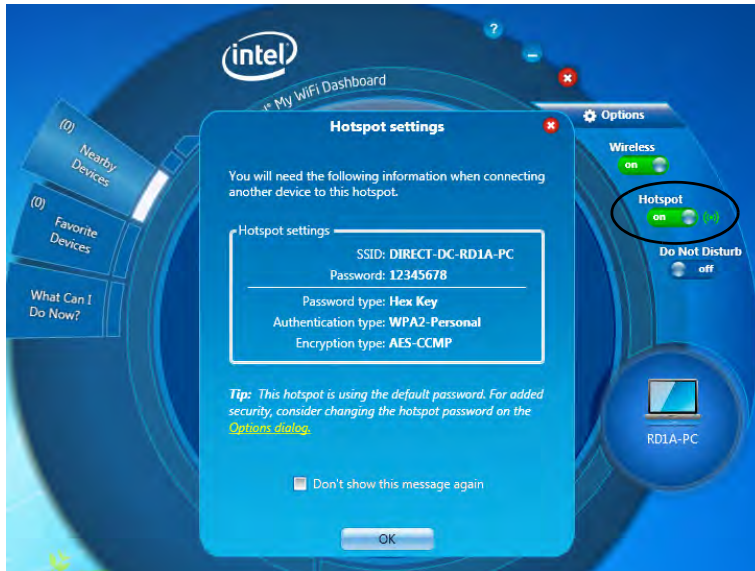 intel
?
® My WiFi Dashboard
Options
Wireless
on
Hotspot
on
Do Not Disturb
off
(0)
Nearby
Devices
(0)
Favorite
Devices
What Can I
Do Now?
Hotspot settings
You will need the following information when connecting
another device to this hotspot.
Hotspot settings
SSID: DIRECT-DC-RD1A-PC
Password: 12345678
Password type: Hex Key
Authentication type: WPA2-Personal
Encryption type: AES-CCMP
Tip: This hotspot is using the default password. For added
security, consider changing the hotspot password on the
Options dialog.
Don't show this message again
OK
RD1A-PC